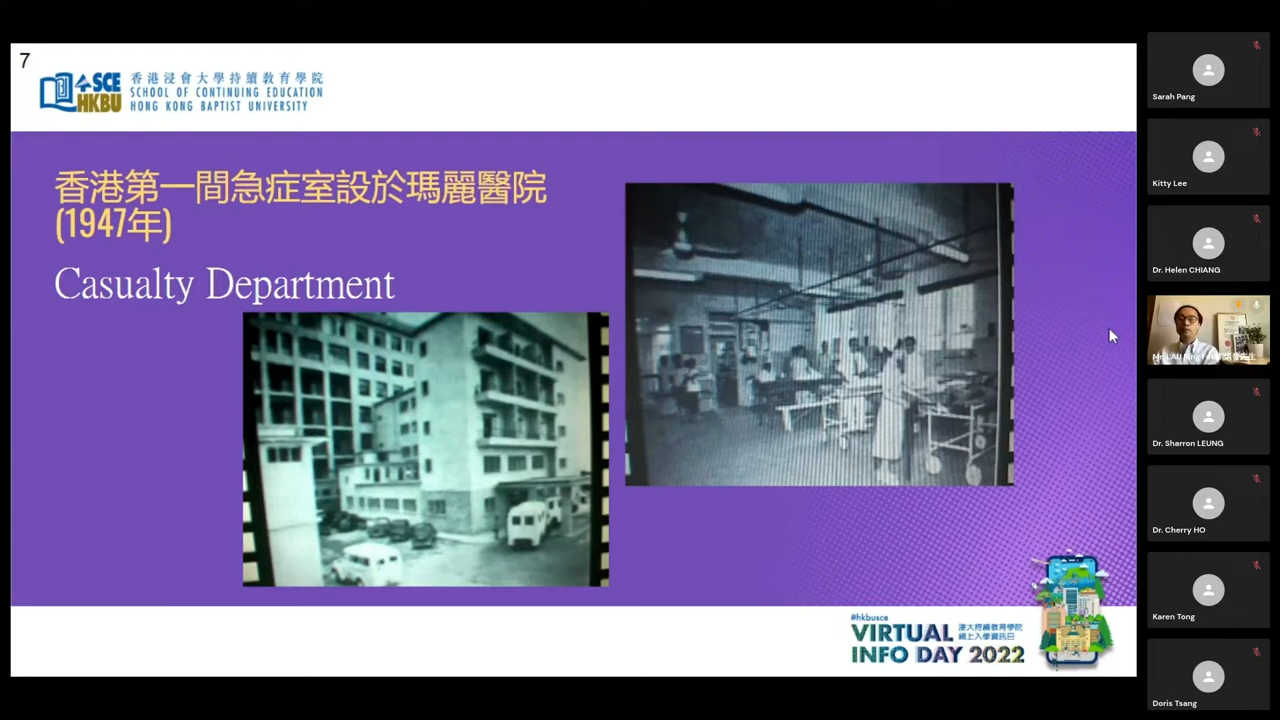 7
SCE
HKBU
香港浸會大學持續教育學院
SCHOOL OF CONTINUING EDUCATION
HONG KONG BAPTIST UNIVERSITY
香港第一間急症室設於瑪麗醫院
(1947年)
Casualty Department
#hkbusce
VIRTUAL
INFO DAY 2022
浸大持續教育學院
網上入學資訊日
Sarah Pang
Kitty Lee
Dr. Helen CHIANG
Mr. LAU
Dr. Sharron LEUNG
Dr. Cherry HO
Karen Tong
Doris Tsang